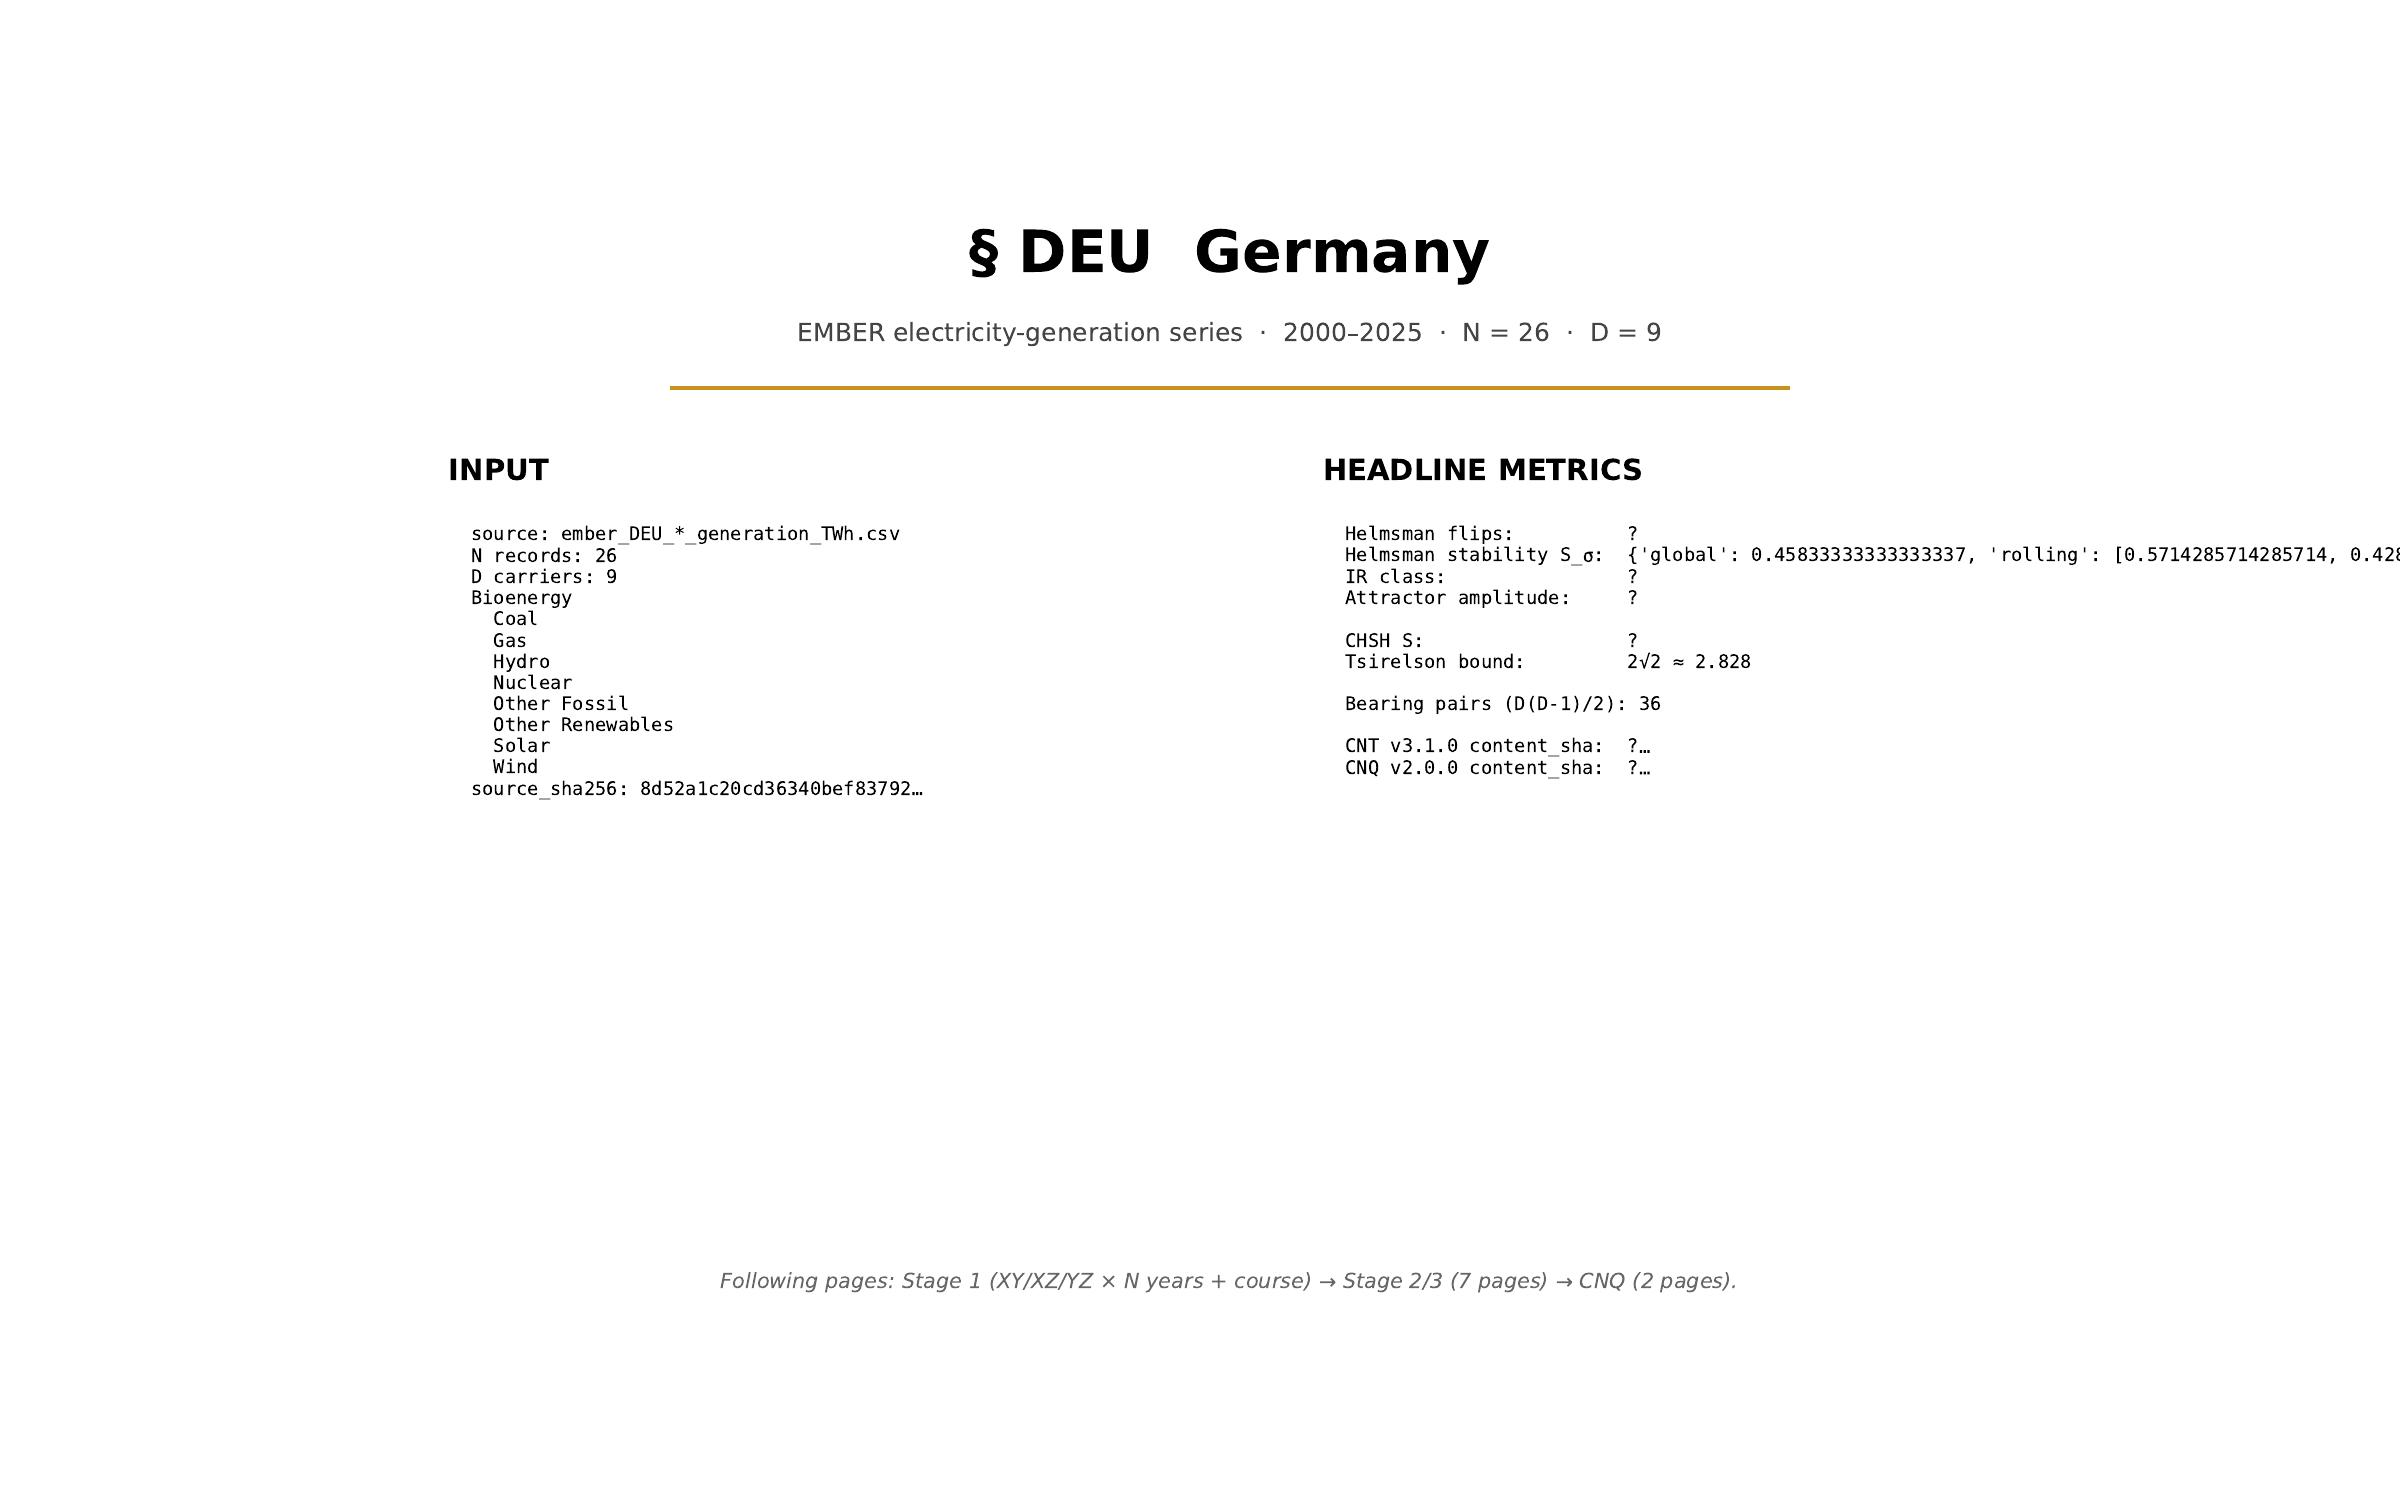 § DEU  Germany
EMBER electricity-generation series · 2000–2025 · N = 26 · D = 9
INPUT
source: ember_DEU_*_generation_TWh.csv
N records: 26
D carriers: 9
Bioenergy
Coal
Gas
Hydro
Nuclear
Other Fossil
Other Renewables
Solar
Wind
source_sha256: 8d52a1c20cd36340bef83792…
HEADLINE METRICS
Helmsman flips: ?
Helmsman stability S_σ: {'global': 0.45833333333333337, 'rolling': [0.5714285714285714, 0.428
IR class: ?
Attractor amplitude: ?
CHSH S: ?
Tsirelson bound: 2√2 ≈ 2.828
Bearing pairs (D(D-1)/2): 36
CNT v3.1.0 content_sha: ?…
CNQ v2.0.0 content_sha: ?…
Following pages: Stage 1 (XY/XZ/YZ × N years + course) → Stage 2/3 (7 pages) → CNQ (2 pages).